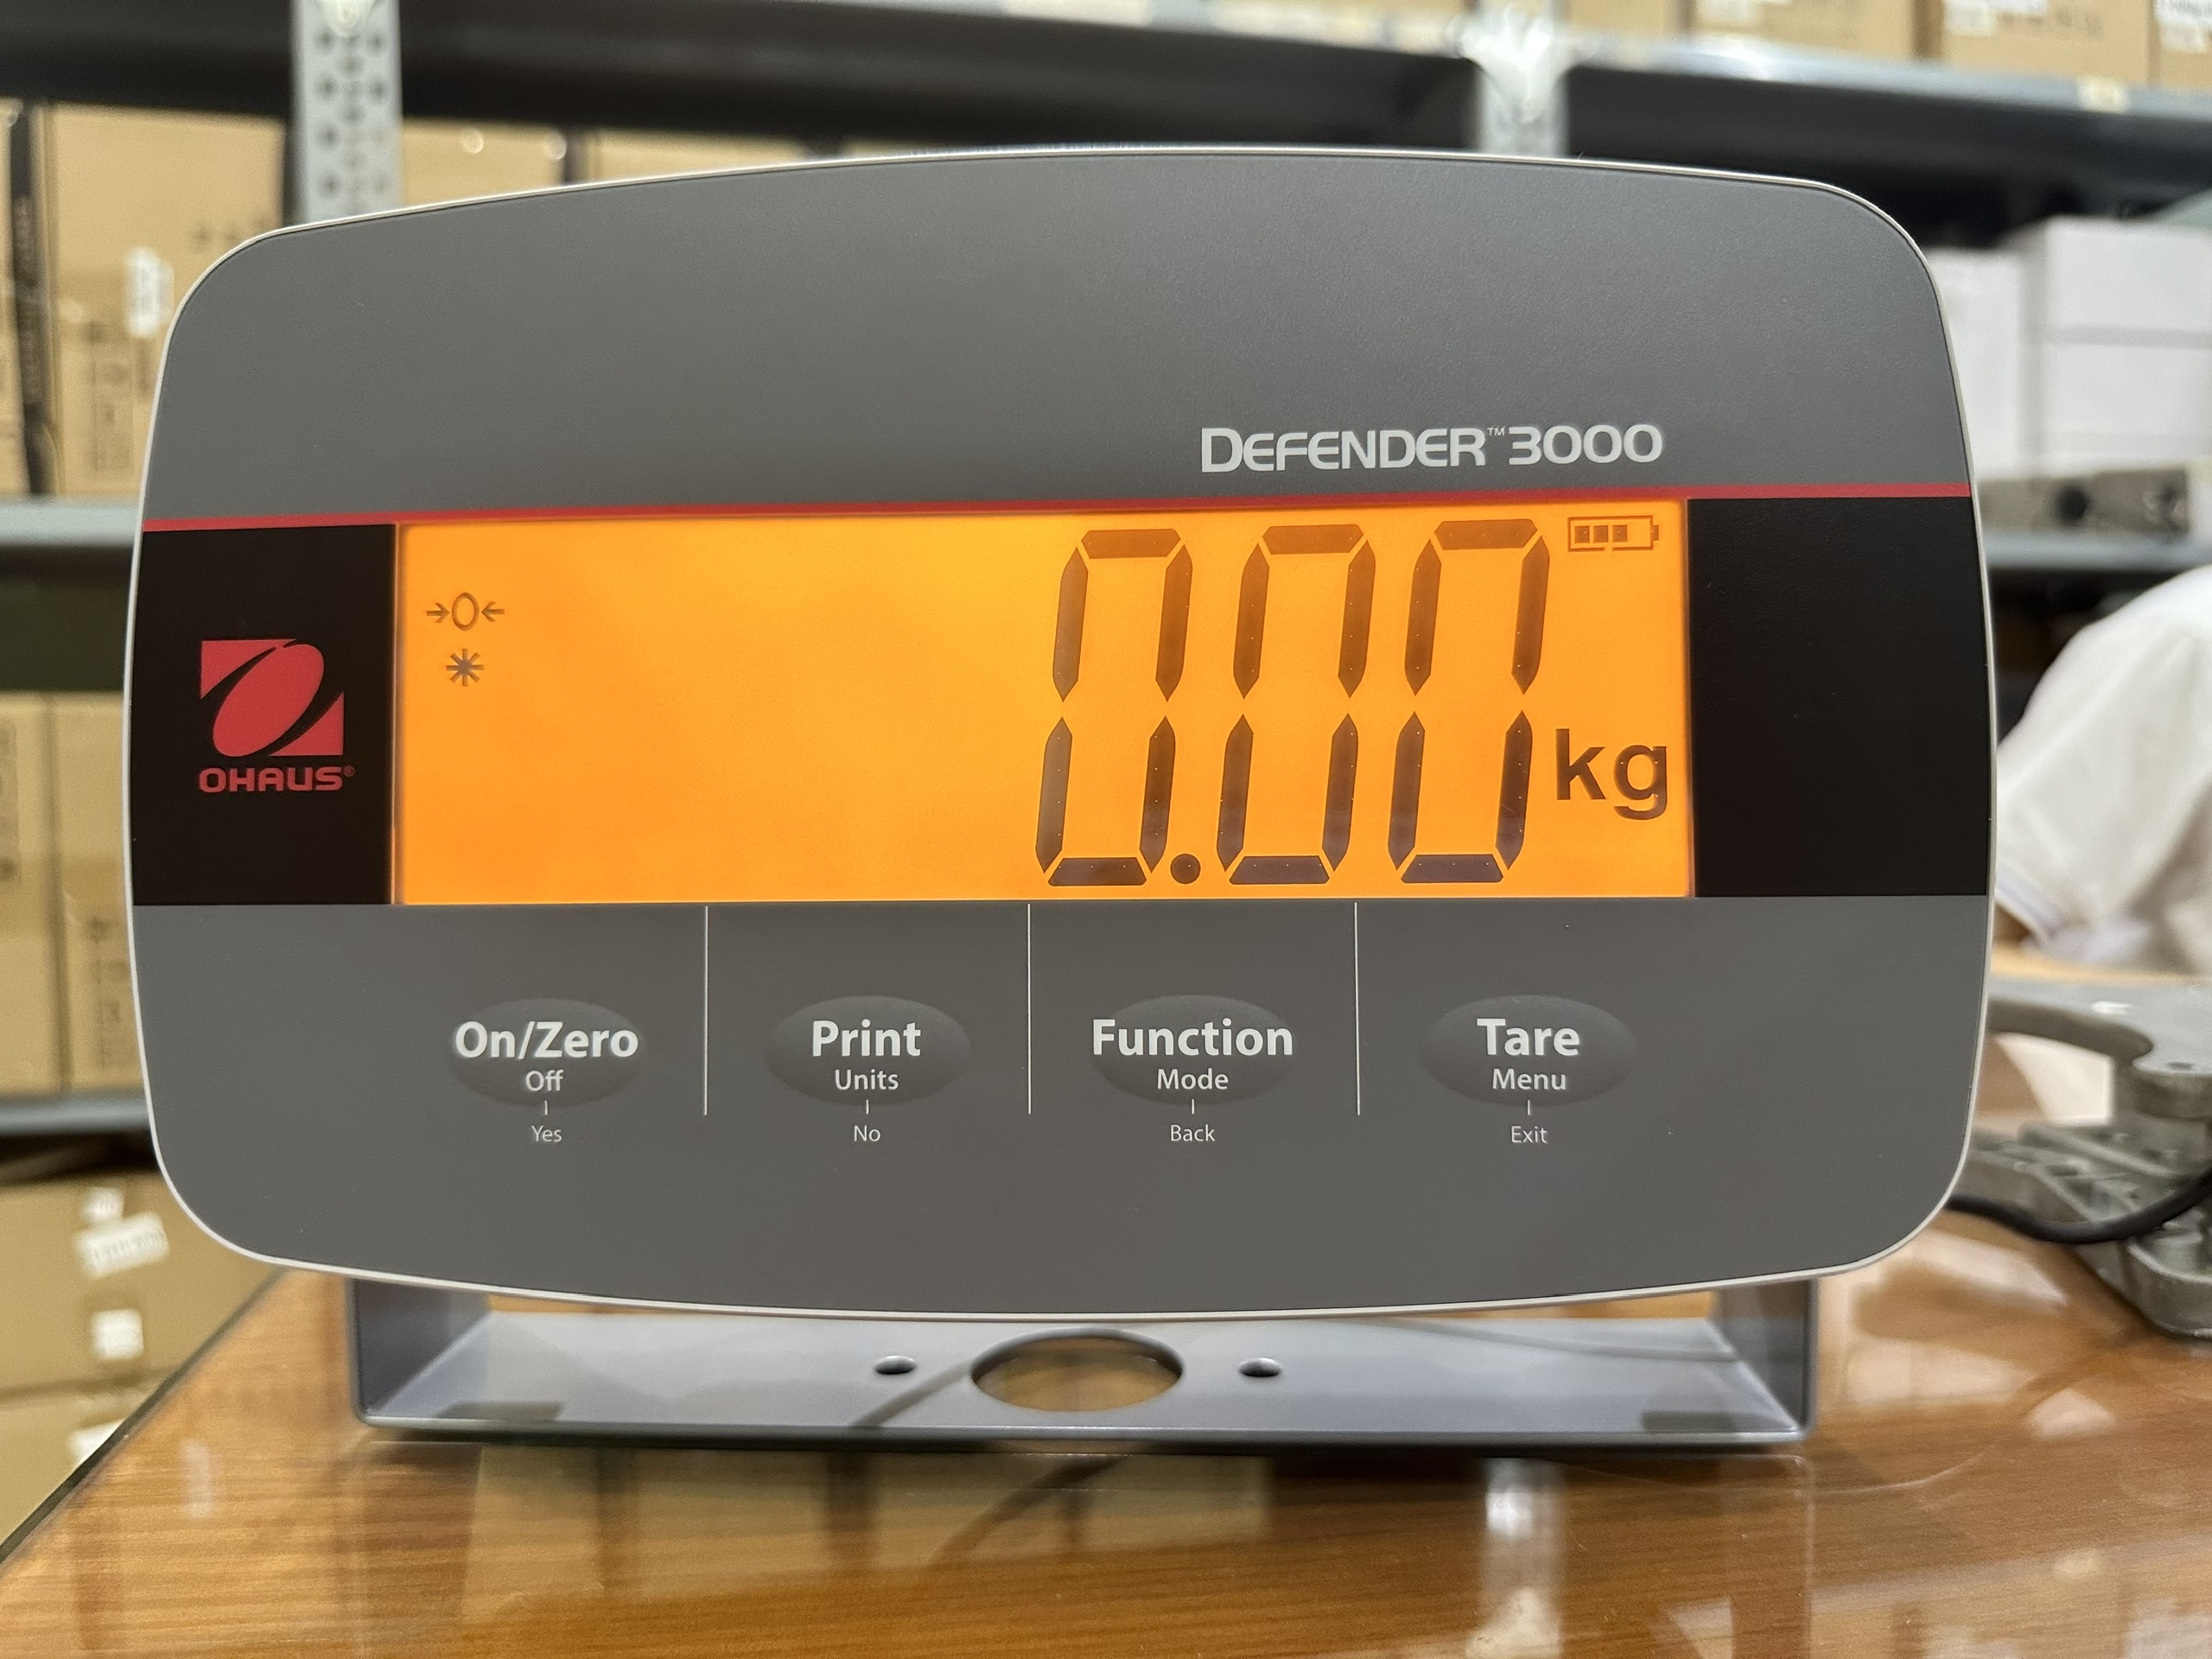 DEFENDER™ 3000
0.00 kg
OHAUS®
On/Zero Print Function Tare
Off Units Mode Menu
Yes No Back Exit